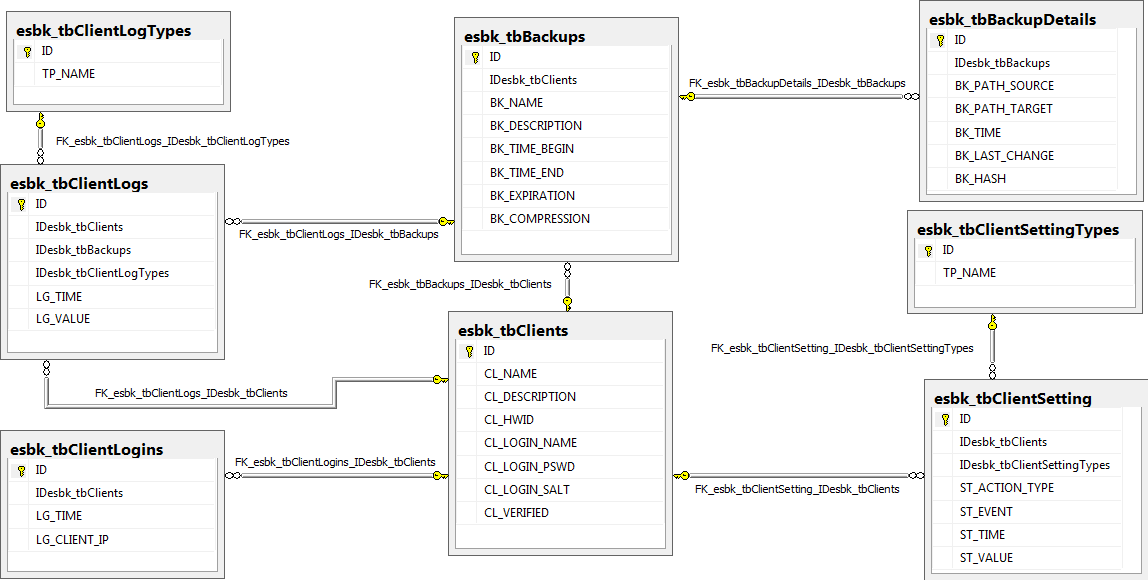 esbk_tbClientLogTypes
ID
TP_NAME
FK_esbk_tbClientLogs_IDesbk_tbClientLogTypes
esbk_tbClientLogs
ID
IDesbk_tbClients
IDesbk_tbBackups
IDesbk_tbClientLogTypes
LG_TIME
LG_VALUE
FK_esbk_tbClientLogs_IDesbk_tbBackups
FK_esbk_tbClientLogs_IDesbk_tbClients
esbk_tbClientLogins
ID
IDesbk_tbClients
LG_TIME
LG_CLIENT_IP
FK_esbk_tbClientLogins_IDesbk_tbClients
esbk_tbBackups
ID
IDesbk_tbClients
BK_NAME
BK_DESCRIPTION
BK_TIME_BEGIN
BK_TIME_END
BK_EXPIRATION
BK_COMPRESSION
FK_esbk_tbBackups_IDesbk_tbClients
esbk_tbClients
ID
CL_NAME
CL_DESCRIPTION
CL_HWID
CL_LOGIN_NAME
CL_LOGIN_PSWD
CL_LOGIN_SALT
CL_VERIFIED
FK_esbk_tbBackupDetails_IDesbk_tbBackups
esbk_tbBackupDetails
ID
IDesbk_tbBackups
BK_PATH_SOURCE
BK_PATH_TARGET
BK_TIME
BK_LAST_CHANGE
BK_HASH
esbk_tbClientSettingTypes
ID
TP_NAME
FK_esbk_tbClientSetting_IDesbk_tbClientSettingTypes
esbk_tbClientSetting
ID
IDesbk_tbClients
IDesbk_tbClientSettingTypes
ST_ACTION_TYPE
ST_EVENT
ST_TIME
ST_VALUE
FK_esbk_tbClientSetting_IDesbk_tbClients